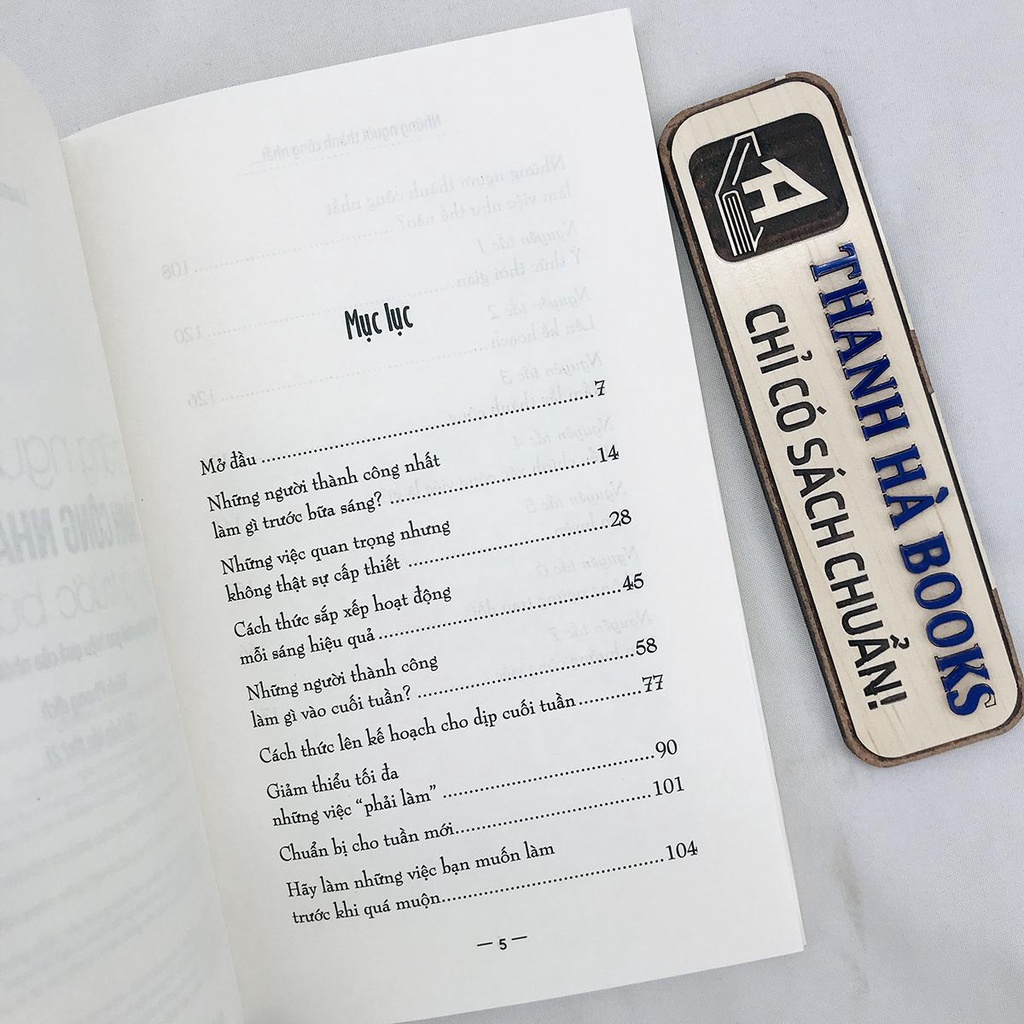 Mục lục
Mở đầu ........ 7
Những người thành công nhất
làm gì trước bữa sáng? ........ 14
Những việc quan trọng nhưng
không thật sự cấp thiết ........ 28
Cách thức sắp xếp hoạt động
mỗi sáng hiệu quả ........ 45
Những người thành công
làm gì vào cuối tuần? ........ 58
Cách thức lên kế hoạch cho dịp cuối tuần ........ 77
Giảm thiểu tối đa
những việc “phải làm” ........ 90
Chuẩn bị cho tuần mới ........ 101
Hãy làm những việc bạn muốn làm
trước khi quá muộn ........ 104
— 5 —
A
THANH HÀ BOOKS
CHỈ CÓ SÁCH CHUẨN!